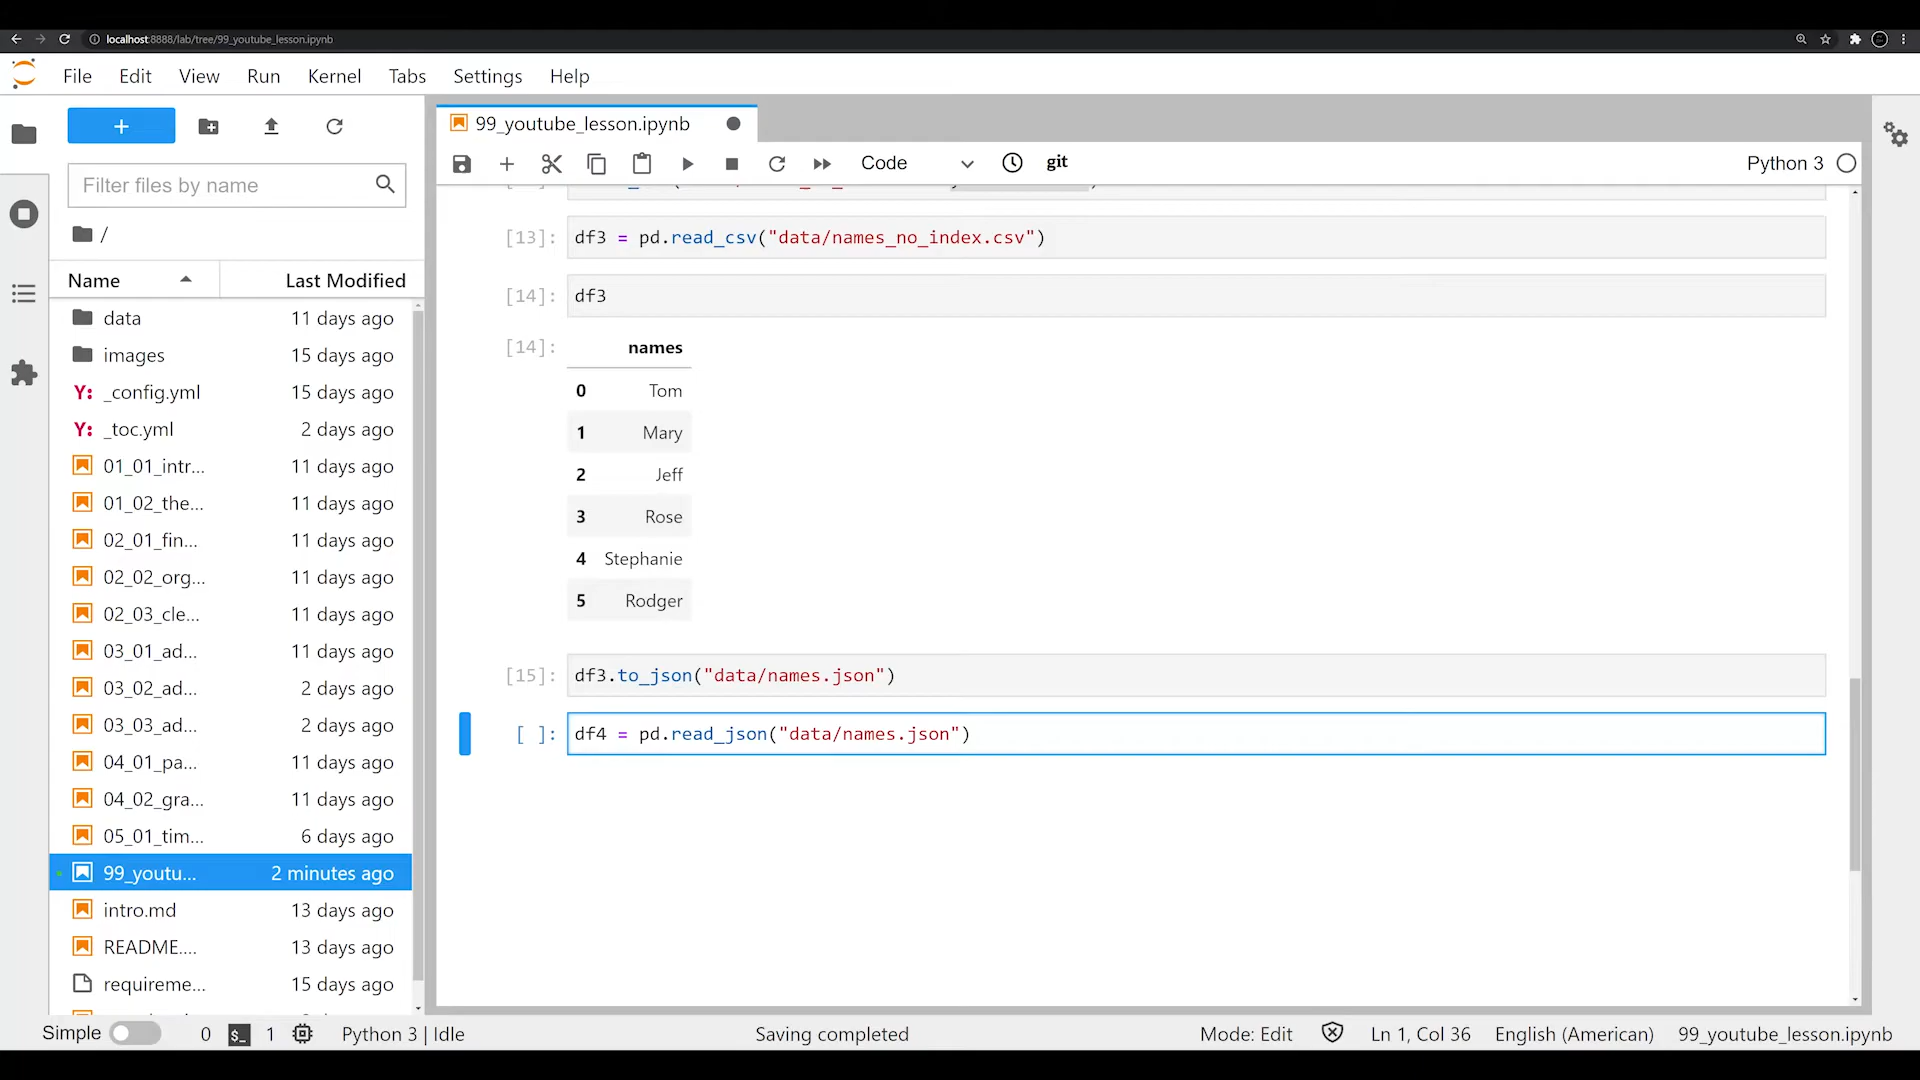 localhost:8888/lab/tree/99_youtube_lesson.ipynb
File Edit View Run Kernel Tabs Settings Help
+
99_youtube_lesson.ipynb
Code git Python 3
Filter files by name
/
Name Last Modified
data 11 days ago
images 15 days ago
Y: _config.yml 15 days ago
Y: _toc.yml 2 days ago
01_01_intr... 11 days ago
01_02_the... 11 days ago
02_01_fin... 11 days ago
02_02_org... 11 days ago
02_03_cle... 11 days ago
03_01_ad... 11 days ago
03_02_ad... 2 days ago
03_03_ad... 2 days ago
04_01_pa... 11 days ago
04_02_gra... 11 days ago
05_01_tim... 6 days ago
99_youtu... 2 minutes ago
intro.md 13 days ago
README.... 13 days ago
requireme... 15 days ago
[13]: df3 = pd.read_csv("data/names_no_index.csv")
[14]: df3
[14]: names
0 Tom
1 Mary
2 Jeff
3 Rose
4 Stephanie
5 Rodger
[15]: df3.to_json("data/names.json")
[ ]: df4 = pd.read_json("data/names.json")
Simple 0 $_ 1 Python 3 | Idle Saving completed Mode: Edit Ln 1, Col 36 English (American) 99_youtube_lesson.ipynb